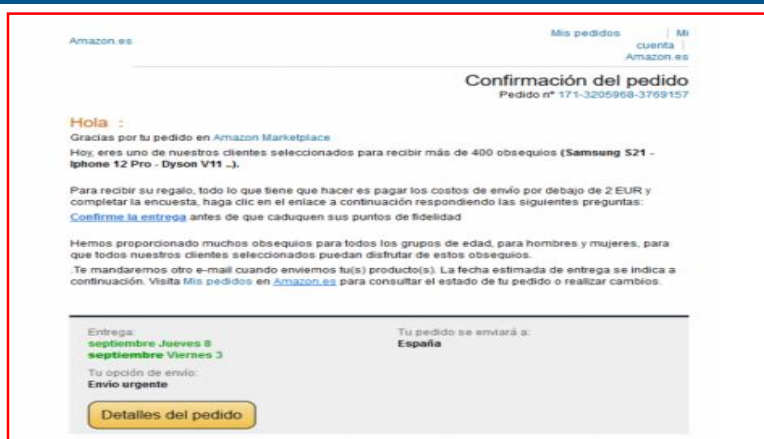 Amazon.es
Mis pedidos | Mi
cuenta |
Amazon.es
Confirmación del pedido
Pedido nº 171-3205968-3769157
Hola :
Gracias por tu pedido en Amazon Marketplace
Hoy, eres uno de nuestros clientes seleccionados para recibir más de 400 obsequios (Samsung S21 -
Iphone 12 Pro - Dyson V11 ..).
Para recibir su regalo, todo lo que tiene que hacer es pagar los costos de envío por debajo de 2 EUR y
completar la encuesta, haga clic en el enlace a continuación respondiendo las siguientes preguntas:
Confirme la entrega antes de que caduquen sus puntos de fidelidad
Hemos proporcionado muchos obsequios para todos los grupos de edad, para hombres y mujeres, para
que todos nuestros clientes seleccionados puedan disfrutar de estos obsequios.
.Te mandaremos otro e-mail cuando enviemos tu(s) producto(s). La fecha estimada de entrega se indica a
continuación. Visita Mis pedidos en Amazon.es para consultar el estado de tu pedido o realizar cambios.
Entrega:
septiembre Jueves 8
septiembre Viernes 3
Tu opción de envío:
Envío urgente
Tu pedido se enviará a:
España
Detalles del pedido